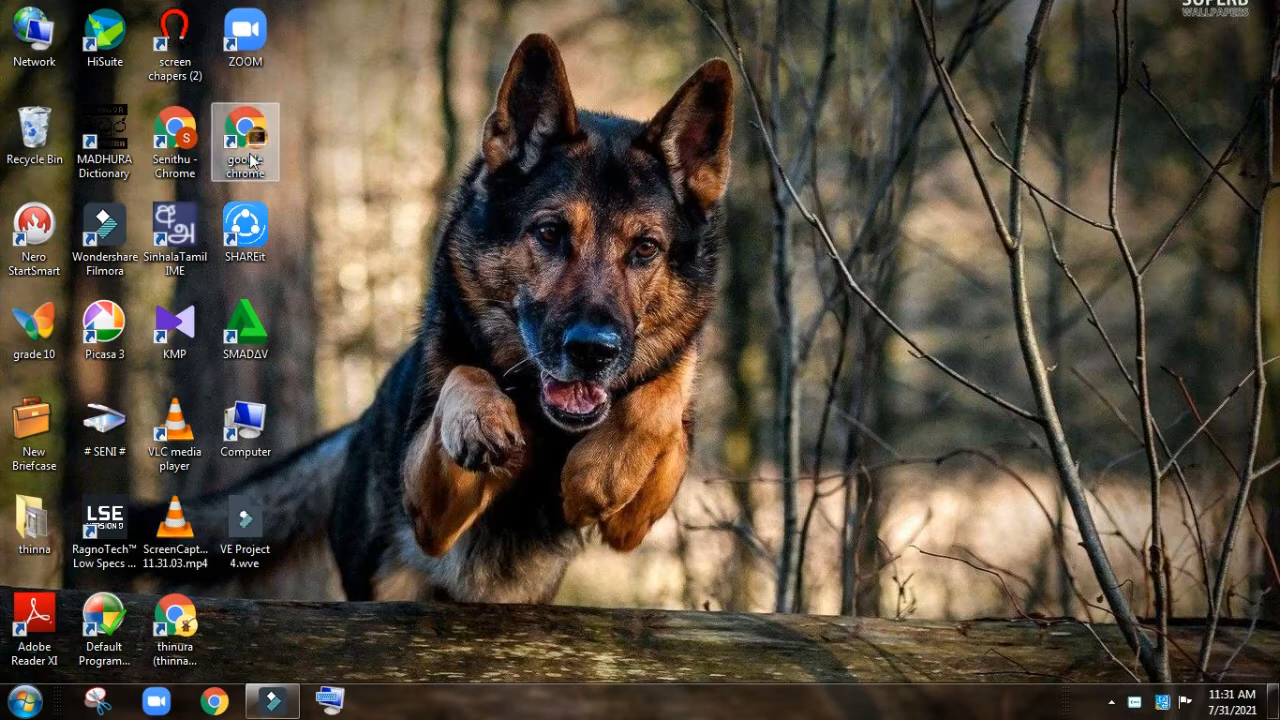 SUPERB
WALLPAPERS
Network
HiSuite
screen
chapers (2)
ZOOM
Recycle Bin
MADHURA
Dictionary
Senithu -
Chrome
S
google
chrome
Nero
StartSmart
Wondershare
Filmora
SinhalaTamil
IME
SHAREit
grade 10
Picasa 3
KMP
SMADΔV
New
Briefcase
# SENI #
VLC media
player
Computer
thinna
LSE
VERSION 9
RagnoTech™
Low Specs ...
ScreenCapt...
11.31.03.mp4
VE Project
4.wve
Adobe
Reader XI
Default
Program...
thinura
(thinna...
11:31 AM
7/31/2021